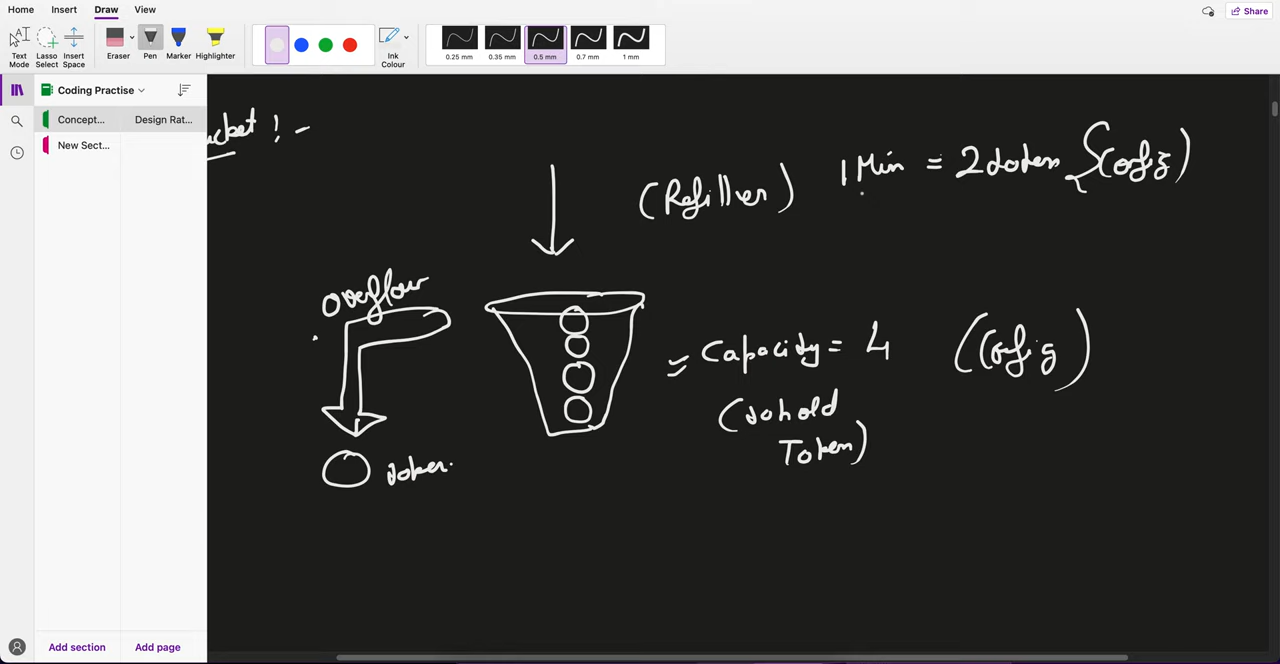 Home Insert Draw View
Share
Text Mode
Lasso Select
Insert Space
Eraser
Pen
Marker
Highlighter
Ink Colour
0.25 mm
0.35 mm
0.5 mm
0.7 mm
1 mm
Coding Practise
Concept...
Design Rat...
New Sect...
ucket :-
(Refiller)
1 Min = 2 token (Config)
Overflow
= Capacity = 4 (Config)
(to hold
Token)
token.
Add section
Add page